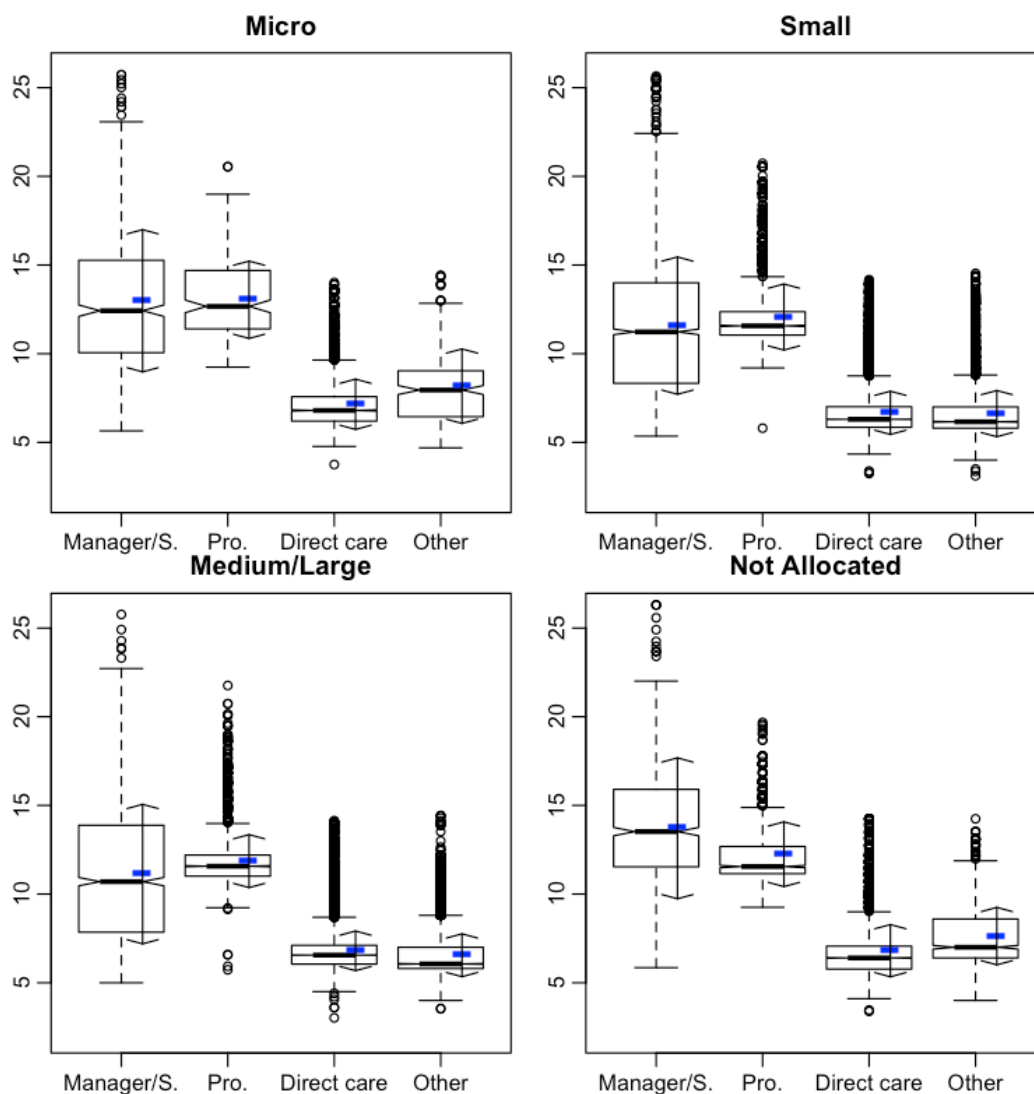 Micro
Small
25
20
15
10
5
25
20
15
10
5
Manager/S. Pro. Direct care Other
Manager/S. Pro. Direct care Other
Medium/Large
Not Allocated
25
20
15
10
5
25
20
15
10
5
Manager/S. Pro. Direct care Other
Manager/S. Pro. Direct care Other